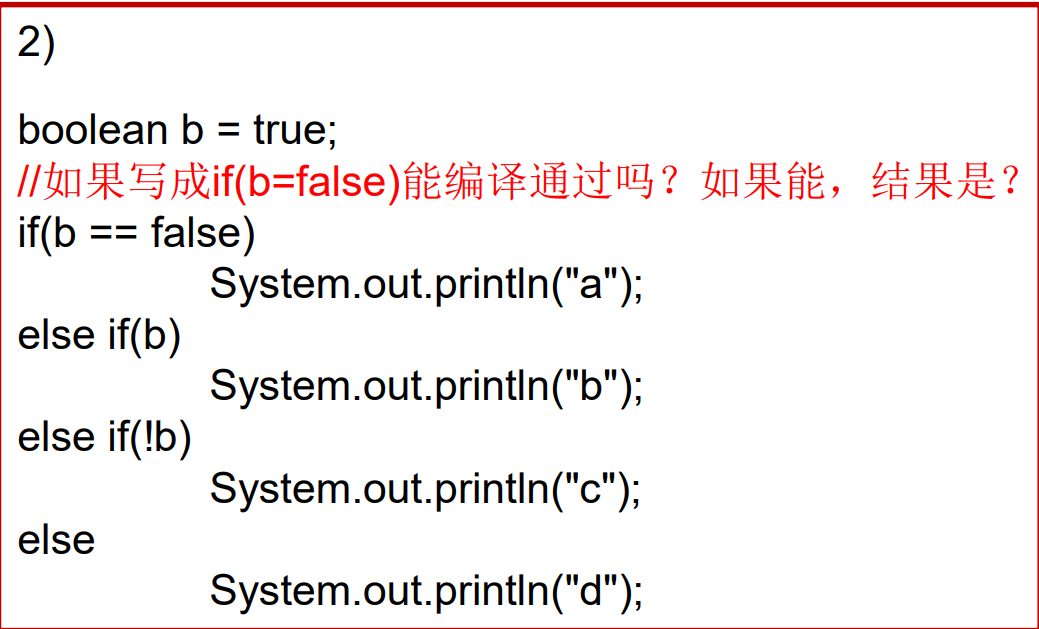 2)
boolean b = true;
//如果写成if(b=false)能编译通过吗？如果能，结果是？
if(b == false)
System.out.println("a");
else if(b)
System.out.println("b");
else if(!b)
System.out.println("c");
else
System.out.println("d");